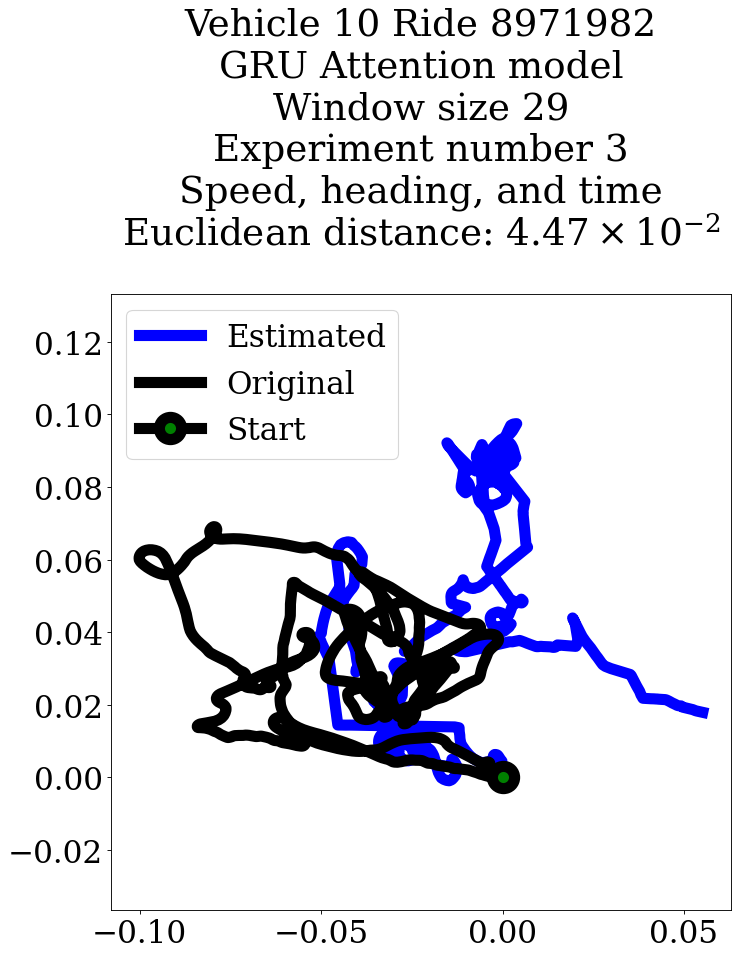 Vehicle 10 Ride 8971982
GRU Attention model
Window size 29
Experiment number 3
Speed, heading, and time
Euclidean distance: 4.47 × 10⁻²
Estimated
Original
Start
0.12
0.10
0.08
0.06
0.04
0.02
0.00
−0.02
−0.10
−0.05
0.00
0.05